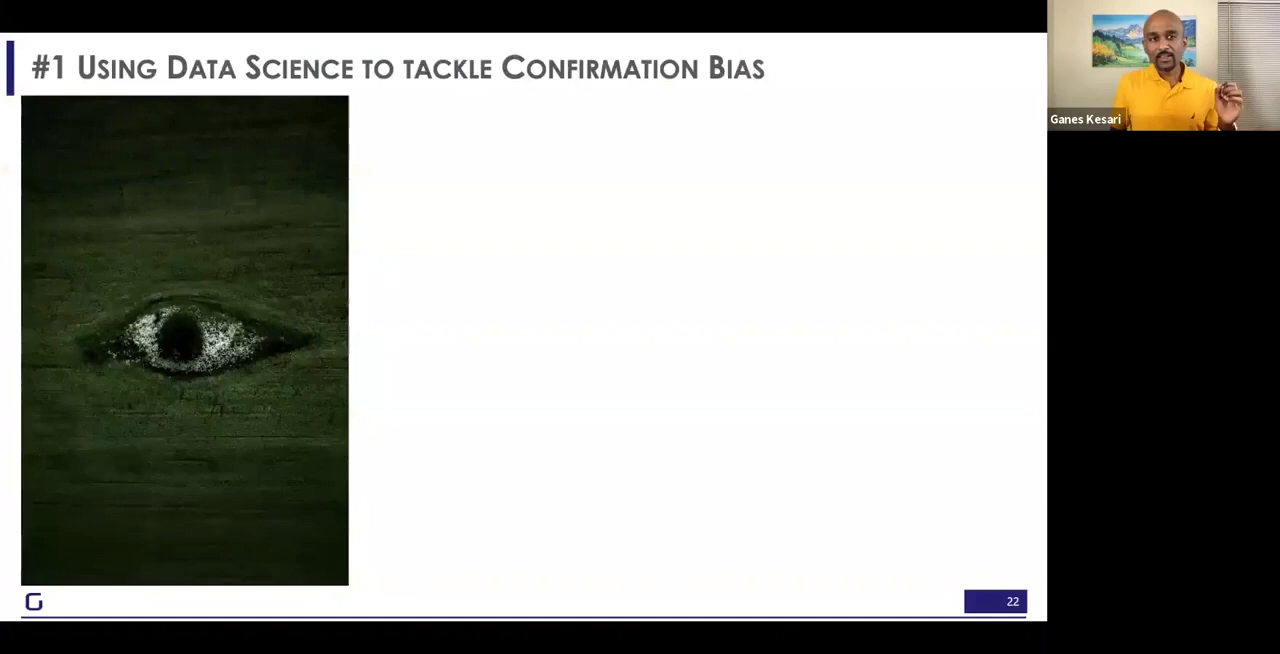 #1 Using Data Science to tackle Confirmation Bias
Ganes Kesari
G
22